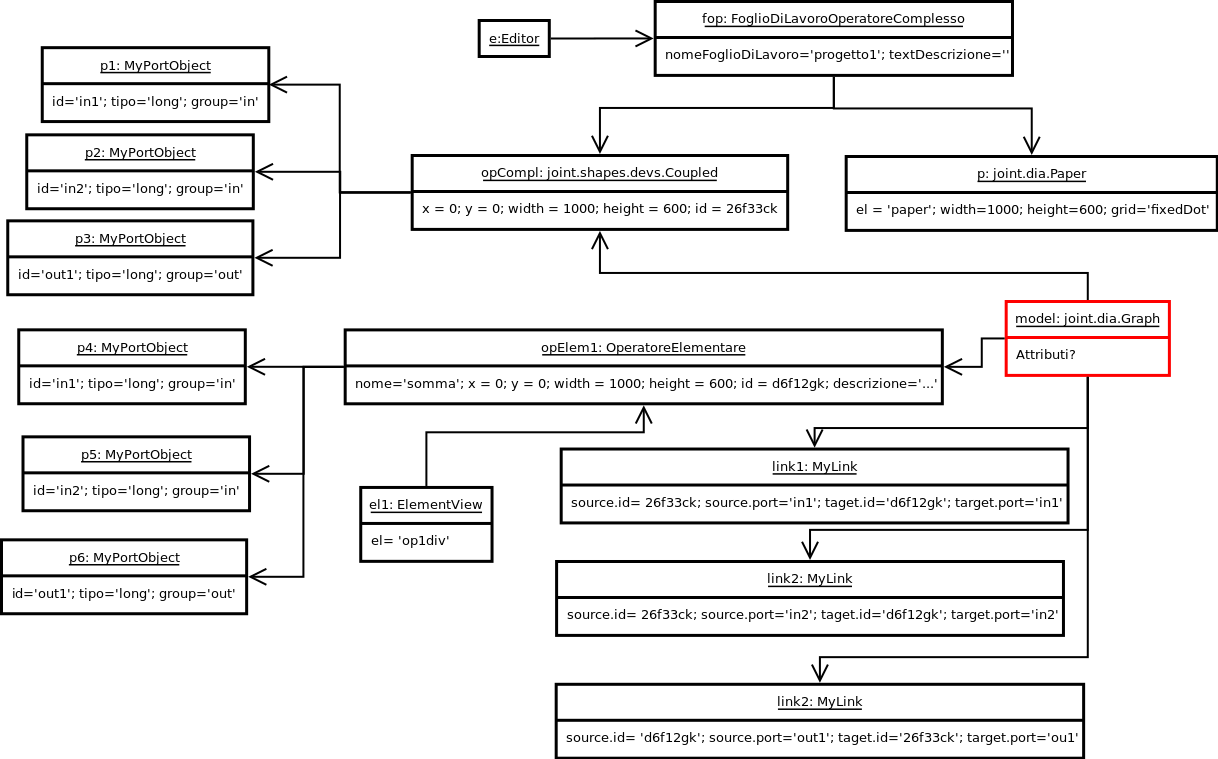 fop: FoglioDiLavoroOperatoreComplesso
nomeFoglioDiLavoro='progetto1'; textDescrizione=''
e:Editor
p1: MyPortObject
id='in1'; tipo='long'; group='in'
p2: MyPortObject
id='in2'; tipo='long'; group='in'
p3: MyPortObject
id='out1'; tipo='long'; group='out'
opCompl: joint.shapes.devs.Coupled
x = 0; y = 0; width = 1000; height = 600; id = 26f33ck
p: joint.dia.Paper
el = 'paper'; width=1000; height=600; grid='fixedDot'
model: joint.dia.Graph
Attributi?
p4: MyPortObject
id='in1'; tipo='long'; group='in'
opElem1: OperatoreElementare
nome='somma'; x = 0; y = 0; width = 1000; height = 600; id = d6f12gk; descrizione='...'
p5: MyPortObject
id='in2'; tipo='long'; group='in'
el1: ElementView
el= 'op1div'
link1: MyLink
source.id= 26f33ck; source.port='in1'; taget.id='d6f12gk'; target.port='in1'
p6: MyPortObject
id='out1'; tipo='long'; group='out'
link2: MyLink
source.id= 26f33ck; source.port='in2'; taget.id='d6f12gk'; target.port='in2'
link2: MyLink
source.id= 'd6f12gk'; source.port='out1'; taget.id='26f33ck'; target.port='ou1'